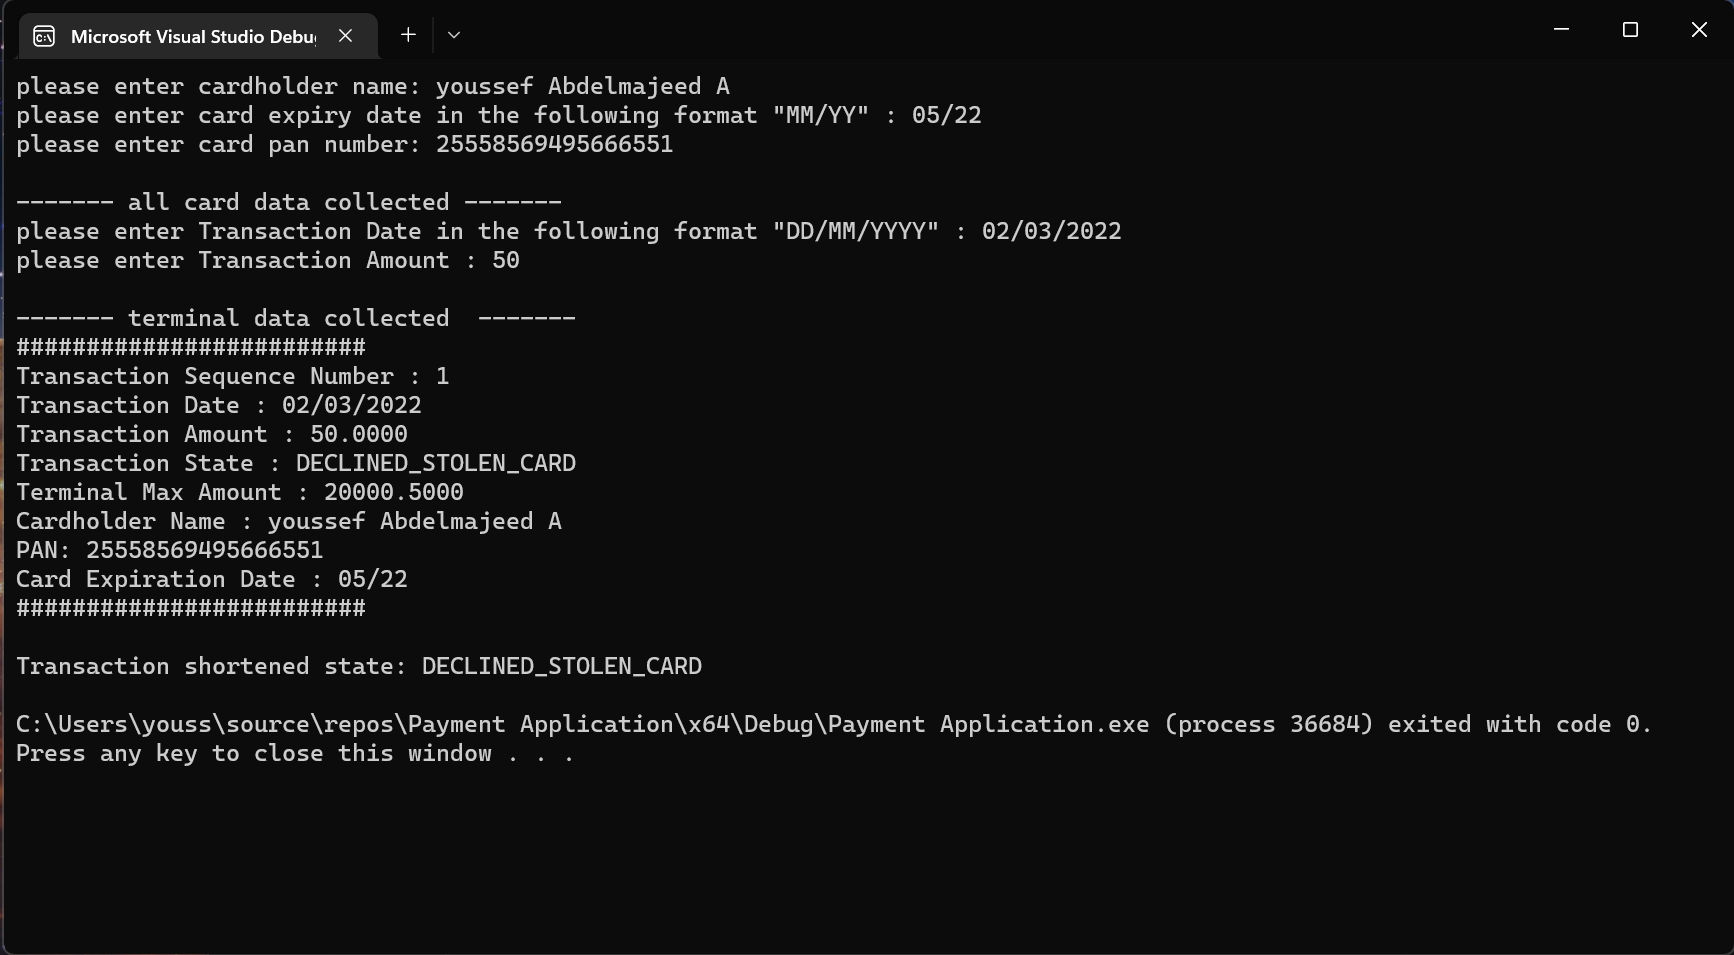 Microsoft Visual Studio Debu
please enter cardholder name: youssef Abdelmajeed A
please enter card expiry date in the following format "MM/YY" : 05/22
please enter card pan number: 25558569495666551

------- all card data collected -------
please enter Transaction Date in the following format "DD/MM/YYYY" : 02/03/2022
please enter Transaction Amount : 50

------- terminal data collected  -------
#########################
Transaction Sequence Number : 1
Transaction Date : 02/03/2022
Transaction Amount : 50.0000
Transaction State : DECLINED_STOLEN_CARD
Terminal Max Amount : 20000.5000
Cardholder Name : youssef Abdelmajeed A
PAN: 25558569495666551
Card Expiration Date : 05/22
#########################

Transaction shortened state: DECLINED_STOLEN_CARD

C:\Users\youss\source\repos\Payment Application\x64\Debug\Payment Application.exe (process 36684) exited with code 0.
Press any key to close this window . . .